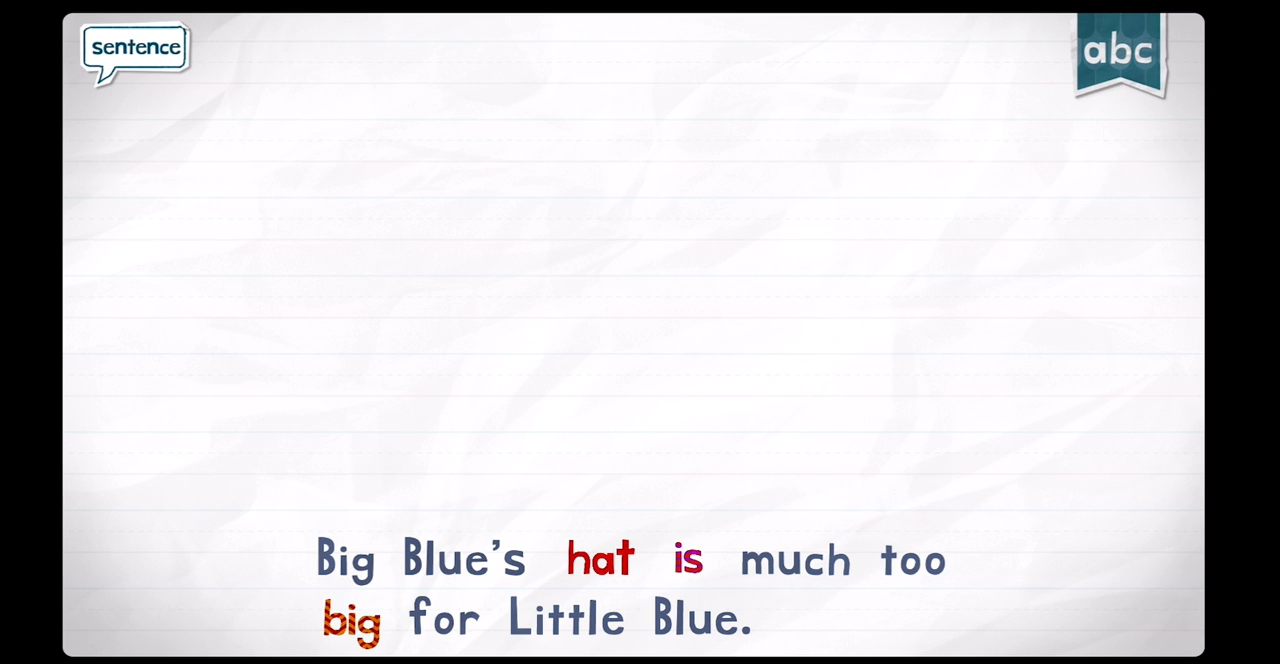 sentence
abc
Big Blue’s hat is much too
big for Little Blue.